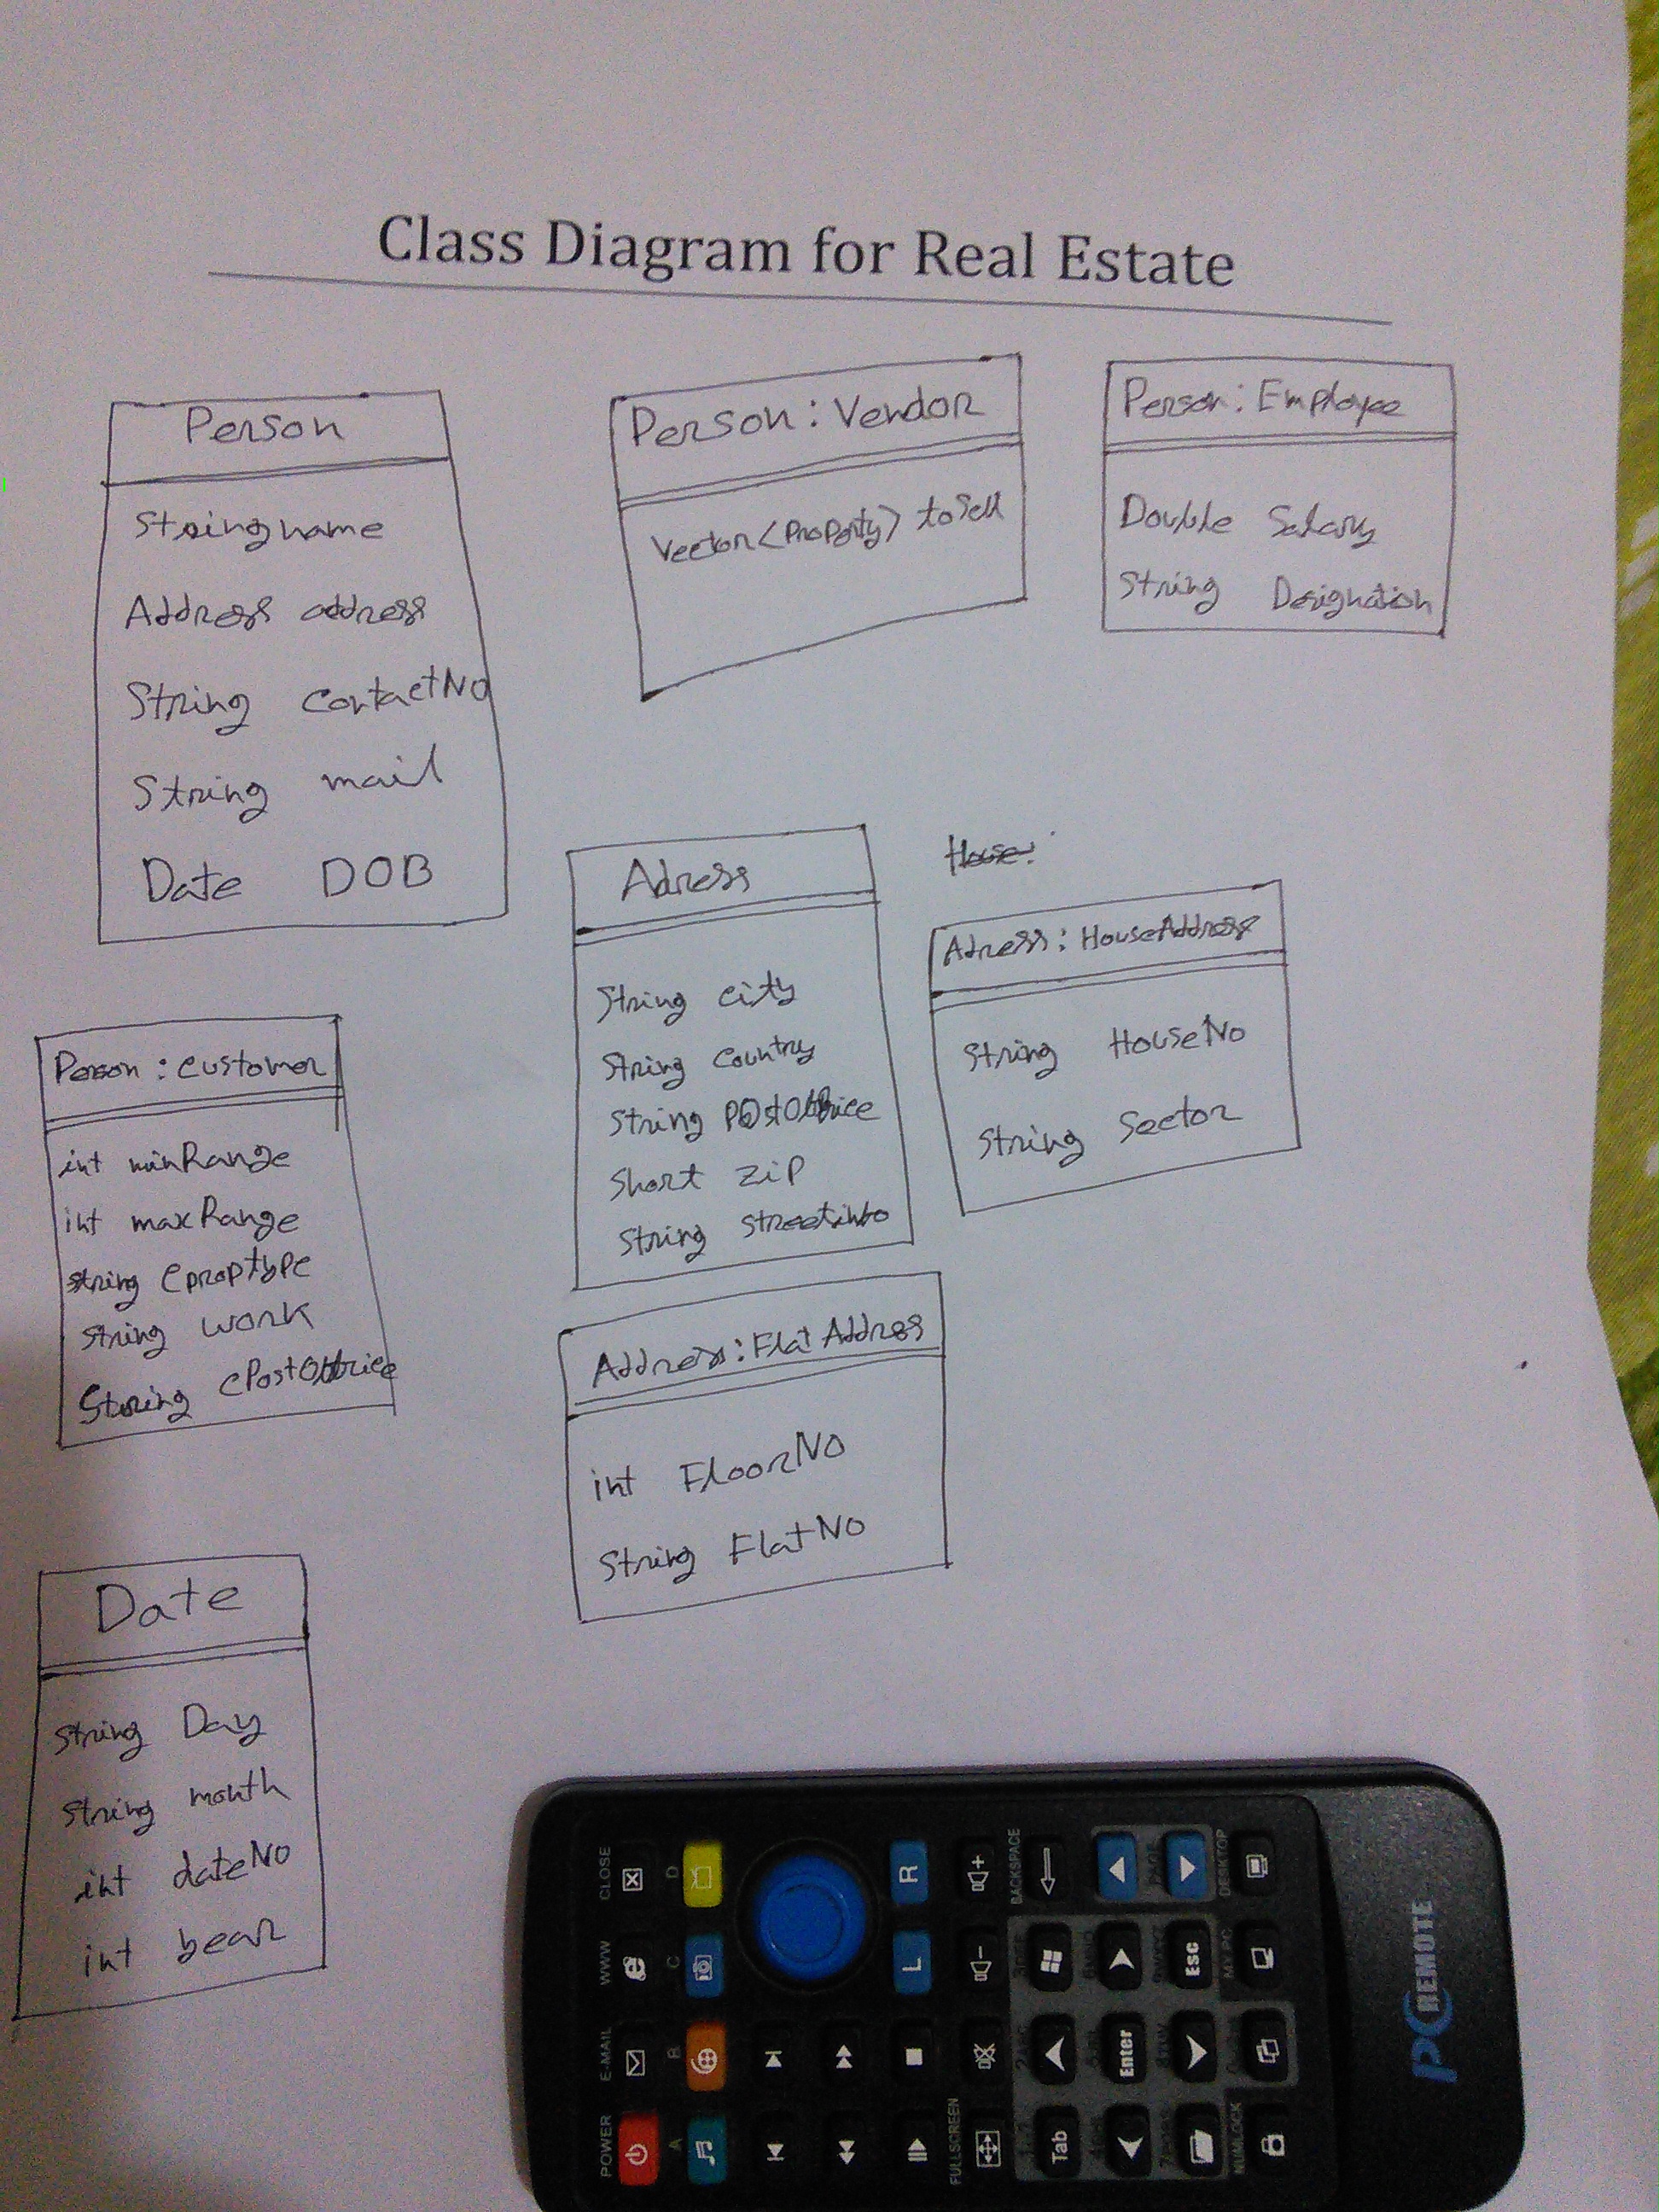 Class Diagram for Real Estate
Person
String name
Address address
String contactNo
String mail
Date DOB
Person : Vendor
Vector<Property> toSell
Person : Employee
Double Salary
String Designation
Adress
String city
String country
String PostOffice
Short Zip
String streetinfo
House:
Adress : HouseAddress
String HouseNo
String Sector
Person : customer
int minRange
int maxRange
String cproptype
String work
String cPostOffice
Address : Flat Addres
int FloorNo
String FlatNo
Date
String Day
String month
int dateNo
int year
POWER
E-MAIL
WWW
CLOSE
A
B
C
D
L
R
FULLSCREEN
BACKSPACE
Tab
Enter
Esc
NUMLOCK
MY PC
DESKTOP
PC REMOTE